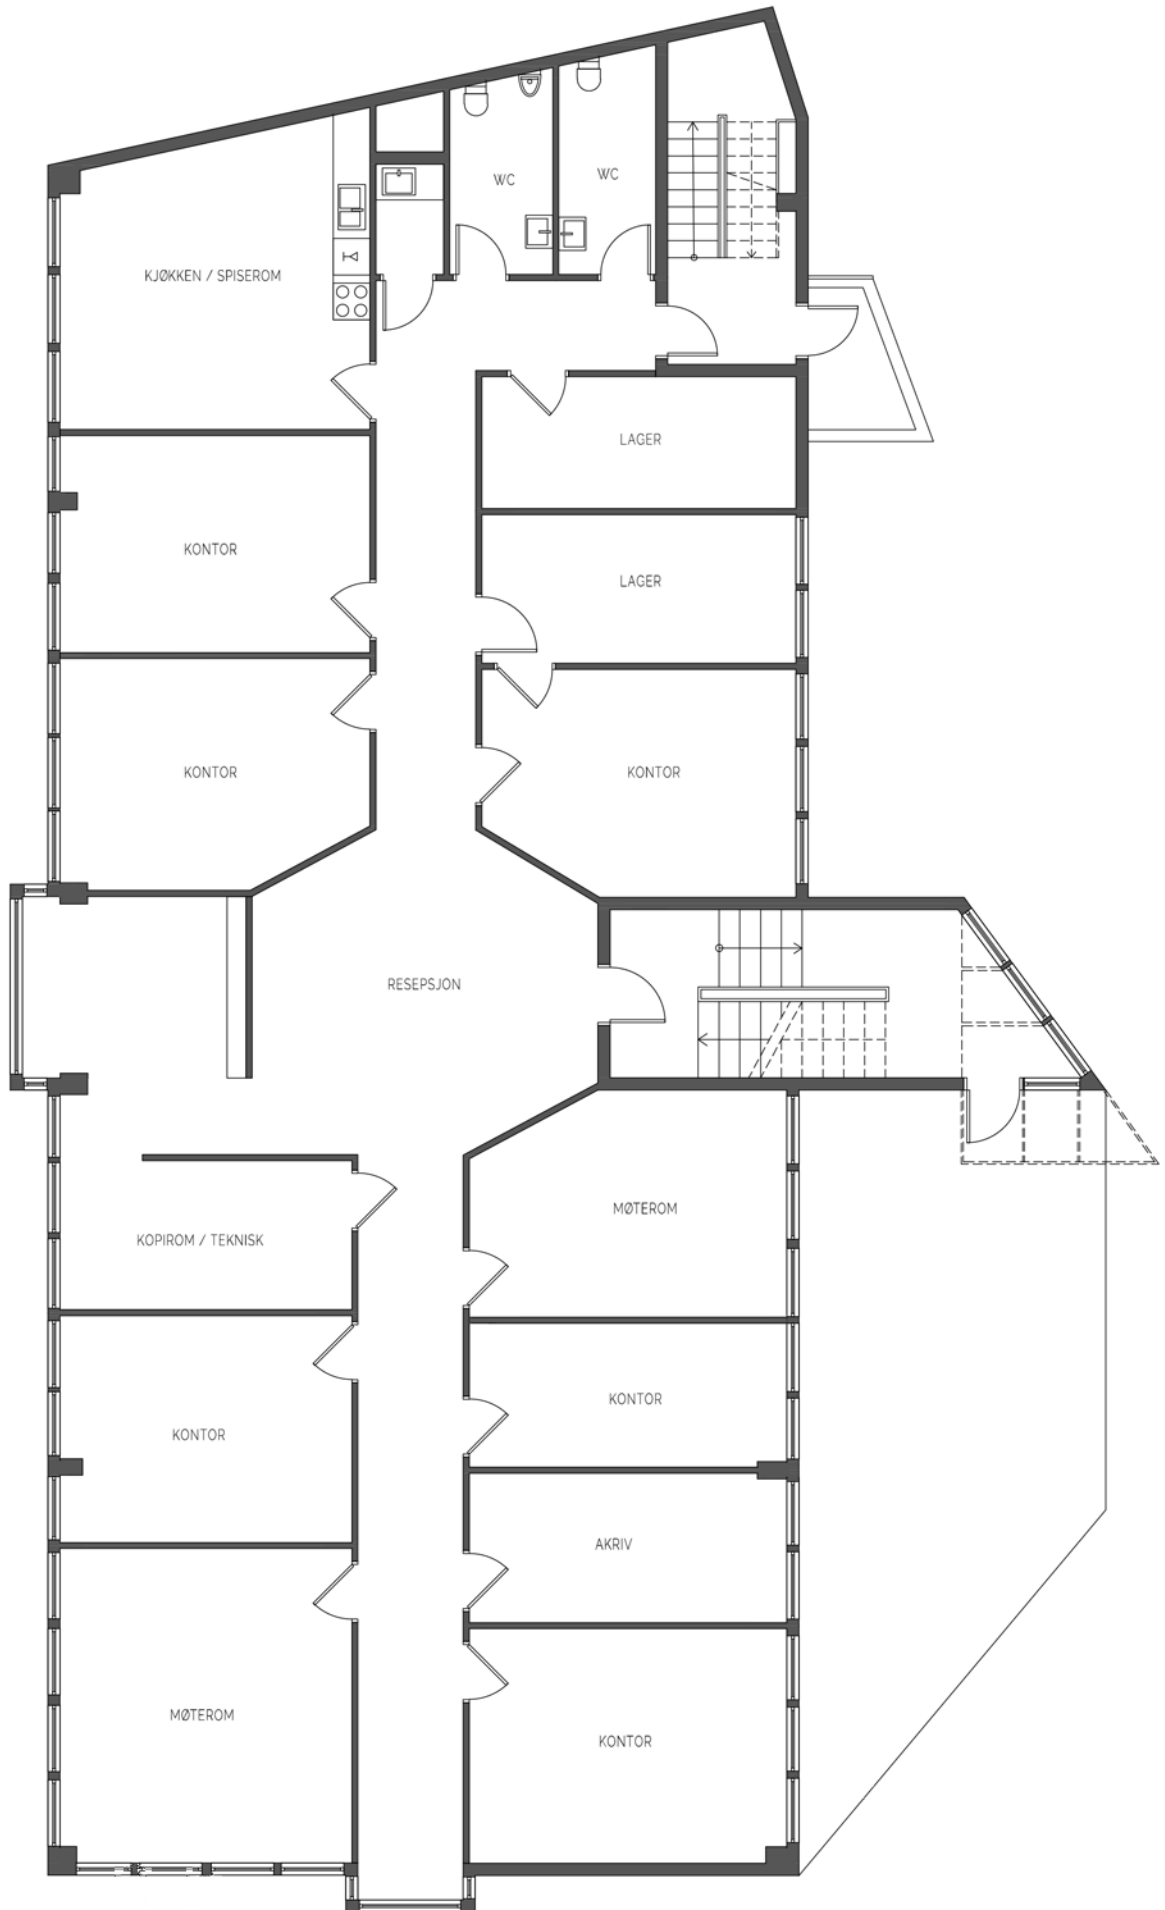 WC
WC
KJØKKEN / SPISEROM
LAGER
KONTOR
LAGER
KONTOR
KONTOR
RESEPSJON
MØTEROM
KOPIROM / TEKNISK
KONTOR
KONTOR
AKRIV
MØTEROM
KONTOR